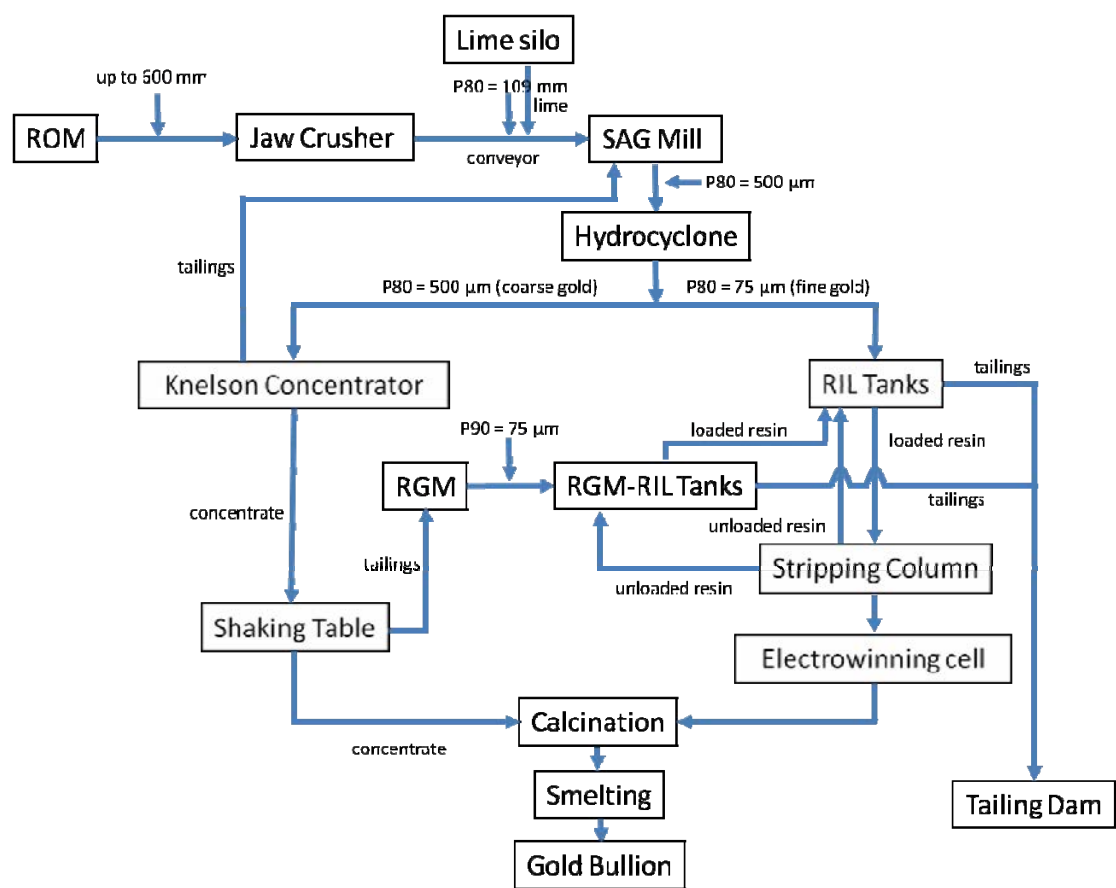 Lime silo
up to 600 mm
P80 = 109 mm
lime
ROM
Jaw Crusher
SAG Mill
conveyor
P80 = 500 µm
Hydrocyclone
tailings
P80 = 500 µm (coarse gold)
P80 = 75 µm (fine gold)
Knelson Concentrator
RIL Tanks
tailings
P90 = 75 µm
loaded resin
loaded resin
RGM
RGM-RIL Tanks
tailings
concentrate
unloaded resin
tailings
unloaded resin
Stripping Column
Shaking Table
Electrowinning cell
Calcination
concentrate
Smelting
Tailing Dam
Gold Bullion